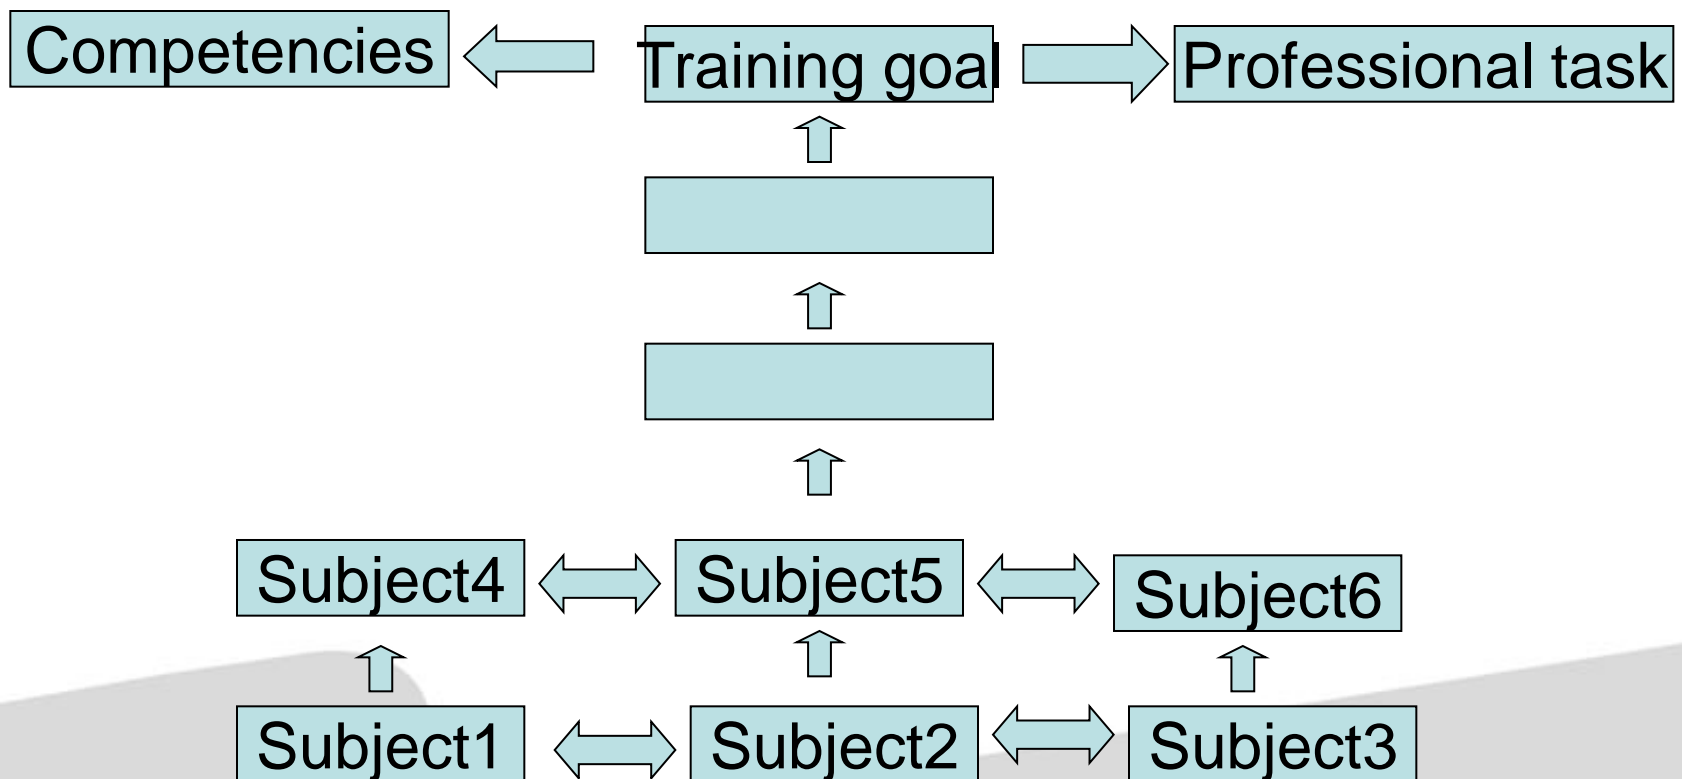 Competencies
Training goal
Professional task
Subject4
Subject5
Subject6
Subject1
Subject2
Subject3